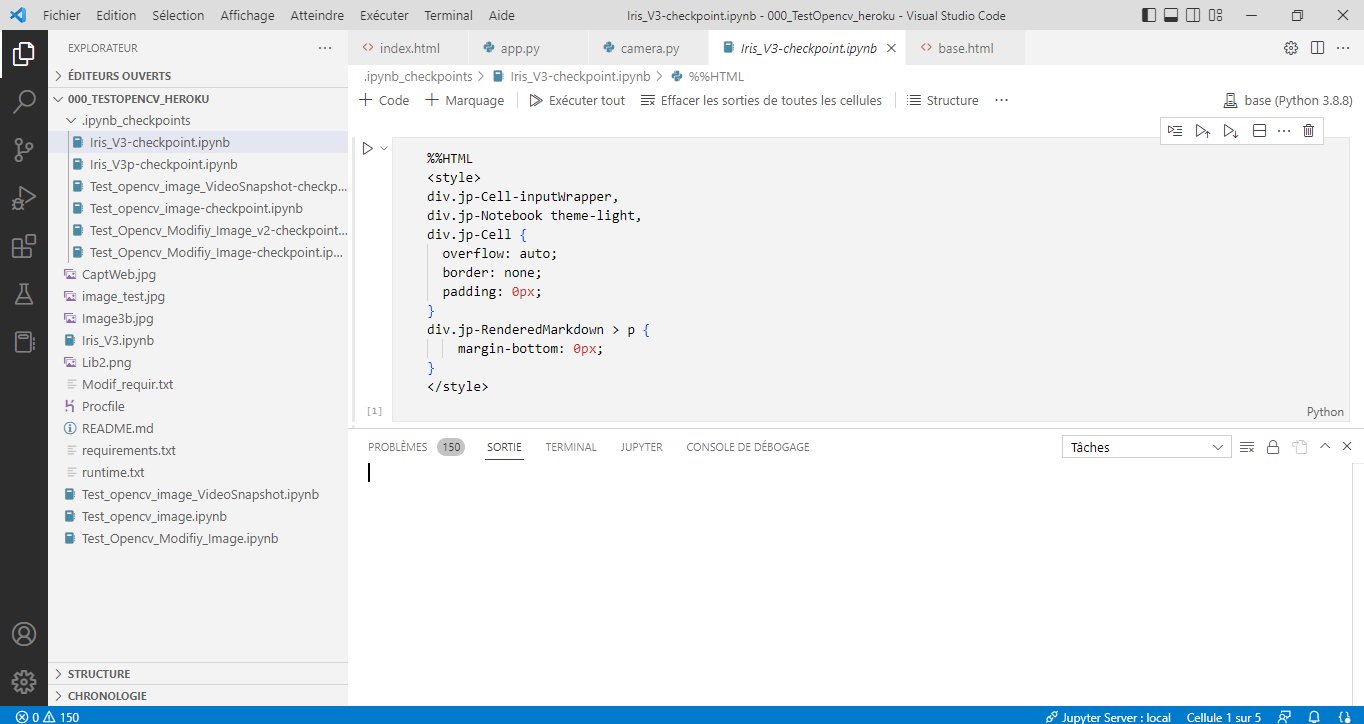 Fichier Edition Sélection Affichage Atteindre Exécuter Terminal Aide
Iris_V3-checkpoint.ipynb - 000_TestOpencv_heroku - Visual Studio Code
EXPLORATEUR
ÉDITEURS OUVERTS
000_TESTOPENCV_HEROKU
.ipynb_checkpoints
Iris_V3-checkpoint.ipynb
Iris_V3p-checkpoint.ipynb
Test_opencv_image_VideoSnapshot-checkp...
Test_opencv_image-checkpoint.ipynb
Test_Opencv_Modifiy_Image_v2-checkpoint...
Test_Opencv_Modifiy_Image-checkpoint.ip...
CaptWeb.jpg
image_test.jpg
Image3b.jpg
Iris_V3.ipynb
Lib2.png
Modif_requir.txt
Procfile
README.md
requirements.txt
runtime.txt
Test_opencv_image_VideoSnapshot.ipynb
Test_opencv_image.ipynb
Test_Opencv_Modifiy_Image.ipynb
STRUCTURE
CHRONOLOGIE
index.html app.py camera.py Iris_V3-checkpoint.ipynb base.html
.ipynb_checkpoints > Iris_V3-checkpoint.ipynb > %%HTML
+ Code + Marquage Exécuter tout Effacer les sorties de toutes les cellules Structure ... base (Python 3.8.8)
%%HTML
<style>
div.jp-Cell-inputWrapper,
div.jp-Notebook theme-light,
div.jp-Cell {
overflow: auto;
border: none;
padding: 0px;
}
div.jp-RenderedMarkdown > p {
margin-bottom: 0px;
}
</style>
[1]
Python
PROBLÈMES 150 SORTIE TERMINAL JUPYTER CONSOLE DE DÉBOGAGE Tâches
0 150 Jupyter Server : local Cellule 1 sur 5